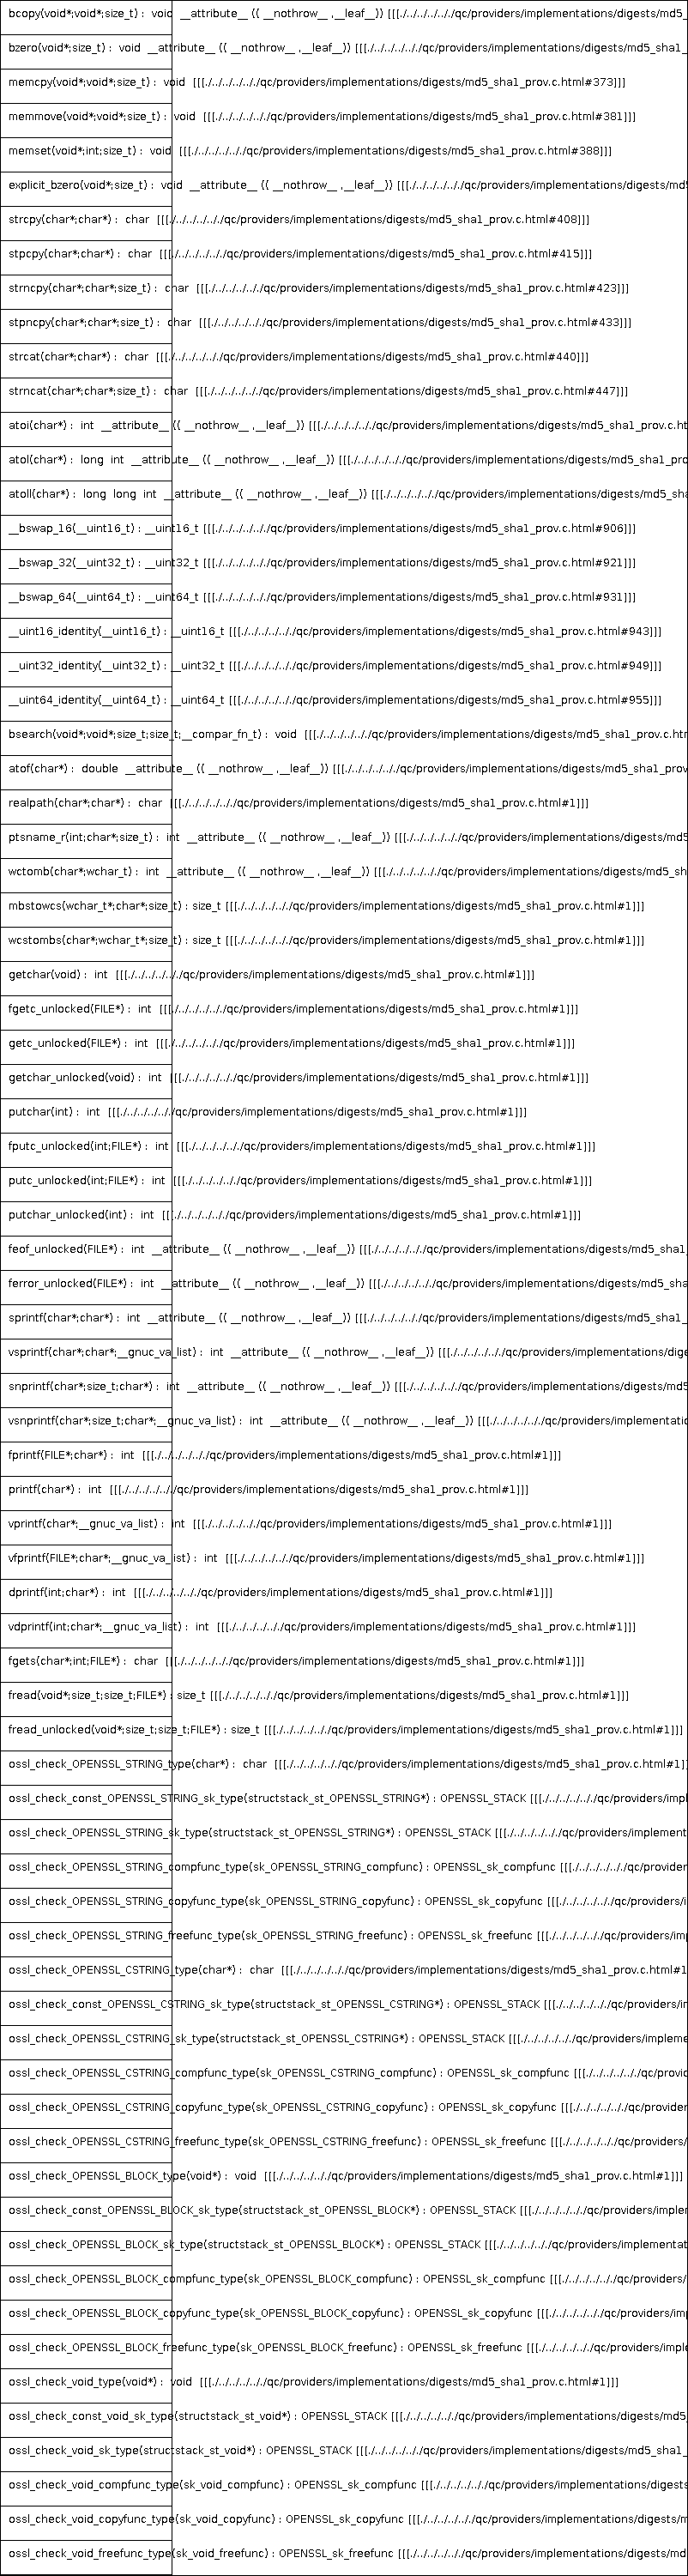 bcopy(void*;void*;size_t) : void __attribute__ (( __nothrow__ ,__leaf__)) [[[./../../../../qc/providers/implementations/digests/md5_
bzero(void*;size_t) : void __attribute__ (( __nothrow__ ,__leaf__)) [[[./../../../../qc/providers/implementations/digests/md5_sha1_
memcpy(void*;void*;size_t) : void [[[./../../../../qc/providers/implementations/digests/md5_sha1_prov.c.html#373]]]
memmove(void*;void*;size_t) : void [[[./../../../../qc/providers/implementations/digests/md5_sha1_prov.c.html#381]]]
memset(void*;int;size_t) : void [[[./../../../../qc/providers/implementations/digests/md5_sha1_prov.c.html#388]]]
explicit_bzero(void*;size_t) : void __attribute__ (( __nothrow__ ,__leaf__)) [[[./../../../../qc/providers/implementations/digests/md5
strcpy(char*;char*) : char [[[./../../../../qc/providers/implementations/digests/md5_sha1_prov.c.html#408]]]
stpcpy(char*;char*) : char [[[./../../../../qc/providers/implementations/digests/md5_sha1_prov.c.html#415]]]
strncpy(char*;char*;size_t) : char [[[./../../../../qc/providers/implementations/digests/md5_sha1_prov.c.html#423]]]
stpncpy(char*;char*;size_t) : char [[[./../../../../qc/providers/implementations/digests/md5_sha1_prov.c.html#433]]]
strcat(char*;char*) : char [[[./../../../../qc/providers/implementations/digests/md5_sha1_prov.c.html#440]]]
strncat(char*;char*;size_t) : char [[[./../../../../qc/providers/implementations/digests/md5_sha1_prov.c.html#447]]]
atoi(char*) : int __attribute__ (( __nothrow__ ,__leaf__)) [[[./../../../../qc/providers/implementations/digests/md5_sha1_prov.c.ht
atol(char*) : long int __attribute__ (( __nothrow__ ,__leaf__)) [[[./../../../../qc/providers/implementations/digests/md5_sha1_pro
atoll(char*) : long long int __attribute__ (( __nothrow__ ,__leaf__)) [[[./../../../../qc/providers/implementations/digests/md5_sha
__bswap_16(__uint16_t) : __uint16_t [[[./../../../../qc/providers/implementations/digests/md5_sha1_prov.c.html#906]]]
__bswap_32(__uint32_t) : __uint32_t [[[./../../../../qc/providers/implementations/digests/md5_sha1_prov.c.html#921]]]
__bswap_64(__uint64_t) : __uint64_t [[[./../../../../qc/providers/implementations/digests/md5_sha1_prov.c.html#931]]]
__uint16_identity(__uint16_t) : __uint16_t [[[./../../../../qc/providers/implementations/digests/md5_sha1_prov.c.html#943]]]
__uint32_identity(__uint32_t) : __uint32_t [[[./../../../../qc/providers/implementations/digests/md5_sha1_prov.c.html#949]]]
__uint64_identity(__uint64_t) : __uint64_t [[[./../../../../qc/providers/implementations/digests/md5_sha1_prov.c.html#955]]]
bsearch(void*;void*;size_t;size_t;__compar_fn_t) : void [[[./../../../../qc/providers/implementations/digests/md5_sha1_prov.c.htm
atof(char*) : double __attribute__ (( __nothrow__ ,__leaf__)) [[[./../../../../qc/providers/implementations/digests/md5_sha1_prov
realpath(char*;char*) : char [[[./../../../../qc/providers/implementations/digests/md5_sha1_prov.c.html#1]]]
ptsname_r(int;char*;size_t) : int __attribute__ (( __nothrow__ ,__leaf__)) [[[./../../../../qc/providers/implementations/digests/md5
wctomb(char*;wchar_t) : int __attribute__ (( __nothrow__ ,__leaf__)) [[[./../../../../qc/providers/implementations/digests/md5_sh
mbstowcs(wchar_t*;char*;size_t) : size_t [[[./../../../../qc/providers/implementations/digests/md5_sha1_prov.c.html#1]]]
wcstombs(char*;wchar_t*;size_t) : size_t [[[./../../../../qc/providers/implementations/digests/md5_sha1_prov.c.html#1]]]
getchar(void) : int [[[./../../../../qc/providers/implementations/digests/md5_sha1_prov.c.html#1]]]
fgetc_unlocked(FILE*) : int [[[./../../../../qc/providers/implementations/digests/md5_sha1_prov.c.html#1]]]
getc_unlocked(FILE*) : int [[[./../../../../qc/providers/implementations/digests/md5_sha1_prov.c.html#1]]]
getchar_unlocked(void) : int [[[./../../../../qc/providers/implementations/digests/md5_sha1_prov.c.html#1]]]
putchar(int) : int [[[./../../../../qc/providers/implementations/digests/md5_sha1_prov.c.html#1]]]
fputc_unlocked(int;FILE*) : int [[[./../../../../qc/providers/implementations/digests/md5_sha1_prov.c.html#1]]]
putc_unlocked(int;FILE*) : int [[[./../../../../qc/providers/implementations/digests/md5_sha1_prov.c.html#1]]]
putchar_unlocked(int) : int [[[./../../../../qc/providers/implementations/digests/md5_sha1_prov.c.html#1]]]
feof_unlocked(FILE*) : int __attribute__ (( __nothrow__ ,__leaf__)) [[[./../../../../qc/providers/implementations/digests/md5_sha1_
ferror_unlocked(FILE*) : int __attribute__ (( __nothrow__ ,__leaf__)) [[[./../../../../qc/providers/implementations/digests/md5_sha
sprintf(char*;char*) : int __attribute__ (( __nothrow__ ,__leaf__)) [[[./../../../../qc/providers/implementations/digests/md5_sha1_
vsprintf(char*;char*;__gnuc_va_list) : int __attribute__ (( __nothrow__ ,__leaf__)) [[[./../../../../qc/providers/implementations/dige
snprintf(char*;size_t;char*) : int __attribute__ (( __nothrow__ ,__leaf__)) [[[./../../../../qc/providers/implementations/digests/md5
vsnprintf(char*;size_t;char*;__gnuc_va_list) : int __attribute__ (( __nothrow__ ,__leaf__)) [[[./../../../../qc/providers/implementatio
fprintf(FILE*;char*) : int [[[./../../../../qc/providers/implementations/digests/md5_sha1_prov.c.html#1]]]
printf(char*) : int [[[./../../../../qc/providers/implementations/digests/md5_sha1_prov.c.html#1]]]
vprintf(char*;__gnuc_va_list) : int [[[./../../../../qc/providers/implementations/digests/md5_sha1_prov.c.html#1]]]
vfprintf(FILE*;char*;__gnuc_va_list) : int [[[./../../../../qc/providers/implementations/digests/md5_sha1_prov.c.html#1]]]
dprintf(int;char*) : int [[[./../../../../qc/providers/implementations/digests/md5_sha1_prov.c.html#1]]]
vdprintf(int;char*;__gnuc_va_list) : int [[[./../../../../qc/providers/implementations/digests/md5_sha1_prov.c.html#1]]]
fgets(char*;int;FILE*) : char [[[./../../../../qc/providers/implementations/digests/md5_sha1_prov.c.html#1]]]
fread(void*;size_t;size_t;FILE*) : size_t [[[./../../../../qc/providers/implementations/digests/md5_sha1_prov.c.html#1]]]
fread_unlocked(void*;size_t;size_t;FILE*) : size_t [[[./../../../../qc/providers/implementations/digests/md5_sha1_prov.c.html#1]]]
ossl_check_OPENSSL_STRING_type(char*) : char [[[./../../../../qc/providers/implementations/digests/md5_sha1_prov.c.html#1]]
ossl_check_const_OPENSSL_STRING_sk_type(structstack_st_OPENSSL_STRING*) : OPENSSL_STACK [[[./../../../../qc/providers/impl
ossl_check_OPENSSL_STRING_sk_type(structstack_st_OPENSSL_STRING*) : OPENSSL_STACK [[[./../../../../qc/providers/implement
ossl_check_OPENSSL_STRING_compfunc_type(sk_OPENSSL_STRING_compfunc) : OPENSSL_sk_compfunc [[[./../../../../qc/provider
ossl_check_OPENSSL_STRING_copyfunc_type(sk_OPENSSL_STRING_copyfunc) : OPENSSL_sk_copyfunc [[[./../../../../qc/providers/i
ossl_check_OPENSSL_STRING_freefunc_type(sk_OPENSSL_STRING_freefunc) : OPENSSL_sk_freefunc [[[./../../../../qc/providers/im
ossl_check_OPENSSL_CSTRING_type(char*) : char [[[./../../../../qc/providers/implementations/digests/md5_sha1_prov.c.html#1
ossl_check_const_OPENSSL_CSTRING_sk_type(structstack_st_OPENSSL_CSTRING*) : OPENSSL_STACK [[[./../../../../qc/providers/i
ossl_check_OPENSSL_CSTRING_sk_type(structstack_st_OPENSSL_CSTRING*) : OPENSSL_STACK [[[./../../../../qc/providers/impleme
ossl_check_OPENSSL_CSTRING_compfunc_type(sk_OPENSSL_CSTRING_compfunc) : OPENSSL_sk_compfunc [[[./../../../../qc/provid
ossl_check_OPENSSL_CSTRING_copyfunc_type(sk_OPENSSL_CSTRING_copyfunc) : OPENSSL_sk_copyfunc [[[./../../../../qc/provider
ossl_check_OPENSSL_CSTRING_freefunc_type(sk_OPENSSL_CSTRING_freefunc) : OPENSSL_sk_freefunc [[[./../../../../qc/providers/
ossl_check_OPENSSL_BLOCK_type(void*) : void [[[./../../../../qc/providers/implementations/digests/md5_sha1_prov.c.html#1]]]
ossl_check_const_OPENSSL_BLOCK_sk_type(structstack_st_OPENSSL_BLOCK*) : OPENSSL_STACK [[[./../../../../qc/providers/implem
ossl_check_OPENSSL_BLOCK_sk_type(structstack_st_OPENSSL_BLOCK*) : OPENSSL_STACK [[[./../../../../qc/providers/implementat
ossl_check_OPENSSL_BLOCK_compfunc_type(sk_OPENSSL_BLOCK_compfunc) : OPENSSL_sk_compfunc [[[./../../../../qc/providers/
ossl_check_OPENSSL_BLOCK_copyfunc_type(sk_OPENSSL_BLOCK_copyfunc) : OPENSSL_sk_copyfunc [[[./../../../../qc/providers/im
ossl_check_OPENSSL_BLOCK_freefunc_type(sk_OPENSSL_BLOCK_freefunc) : OPENSSL_sk_freefunc [[[./../../../../qc/providers/imple
ossl_check_void_type(void*) : void [[[./../../../../qc/providers/implementations/digests/md5_sha1_prov.c.html#1]]]
ossl_check_const_void_sk_type(structstack_st_void*) : OPENSSL_STACK [[[./../../../../qc/providers/implementations/digests/md5_
ossl_check_void_sk_type(structstack_st_void*) : OPENSSL_STACK [[[./../../../../qc/providers/implementations/digests/md5_sha1_
ossl_check_void_compfunc_type(sk_void_compfunc) : OPENSSL_sk_compfunc [[[./../../../../qc/providers/implementations/digests
ossl_check_void_copyfunc_type(sk_void_copyfunc) : OPENSSL_sk_copyfunc [[[./../../../../qc/providers/implementations/digests/m
ossl_check_void_freefunc_type(sk_void_freefunc) : OPENSSL_sk_freefunc [[[./../../../../qc/providers/implementations/digests/md